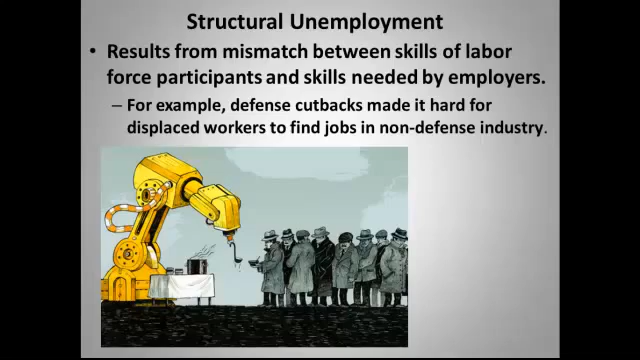 Structural Unemployment
• Results from mismatch between skills of labor
force participants and skills needed by employers.
– For example, defense cutbacks made it hard for
displaced workers to find jobs in non-defense industry.